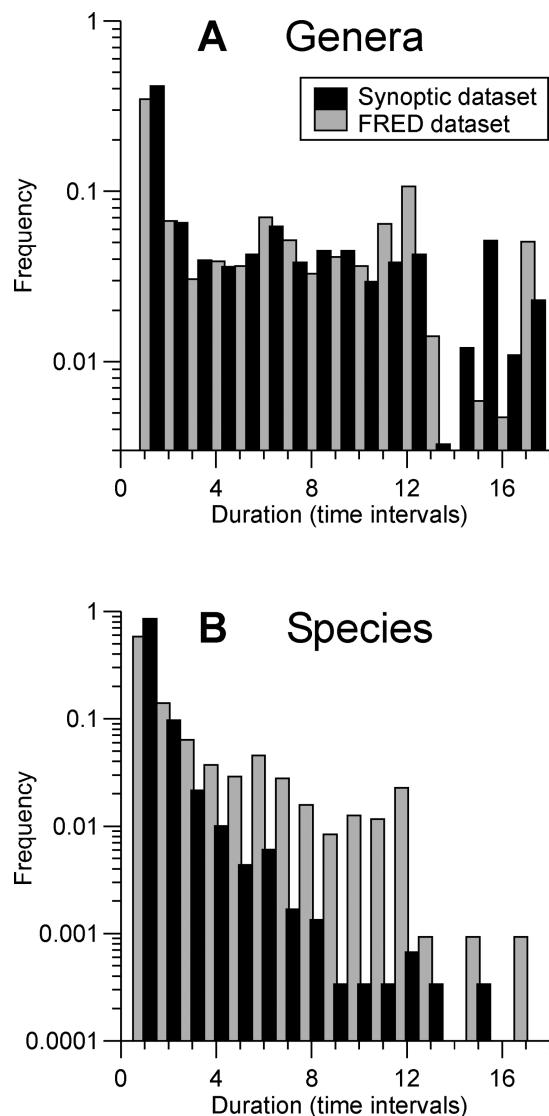 A Genera
Synoptic dataset
FRED dataset
1
0.1
0.01
Frequency
0 4 8 12 16
Duration (time intervals)
B Species
1
0.1
0.01
0.001
0.0001
Frequency
0 4 8 12 16
Duration (time intervals)